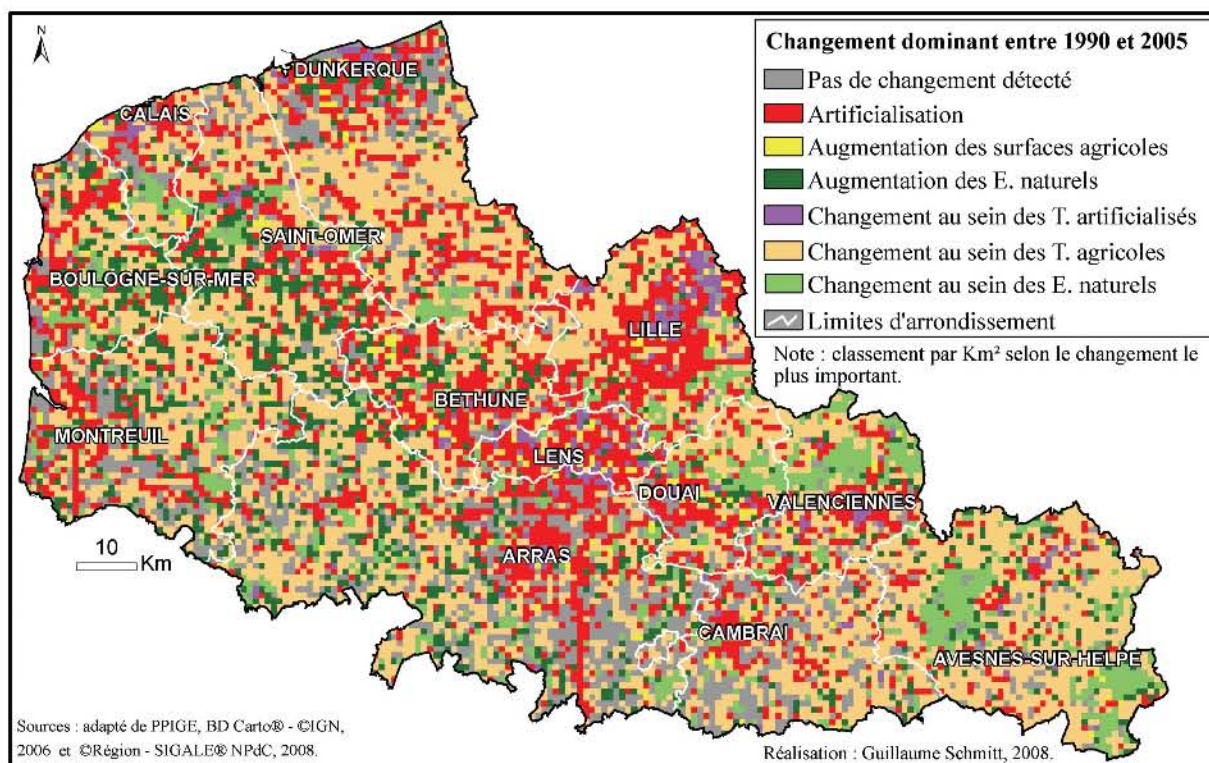 N
DUNKERQUE
CALAIS
SAINT-OMER
BOULOGNE-SUR-MER
LILLE
BETHUNE
MONTREUIL
LENS
DOUAI
VALENCIENNES
ARRAS
CAMBRAI
AVESNES-SUR-HELPE
10
Km
Changement dominant entre 1990 et 2005
Pas de changement détecté
Artificialisation
Augmentation des surfaces agricoles
Augmentation des E. naturels
Changement au sein des T. artificialisés
Changement au sein des T. agricoles
Changement au sein des E. naturels
Limites d'arrondissement
Note : classement par Km² selon le changement le
plus important.
Sources : adapté de PPIGE, BD Carto® - ©IGN,
2006 et ©Région - SIGALE® NPdC, 2008.
Réalisation : Guillaume Schmitt, 2008.